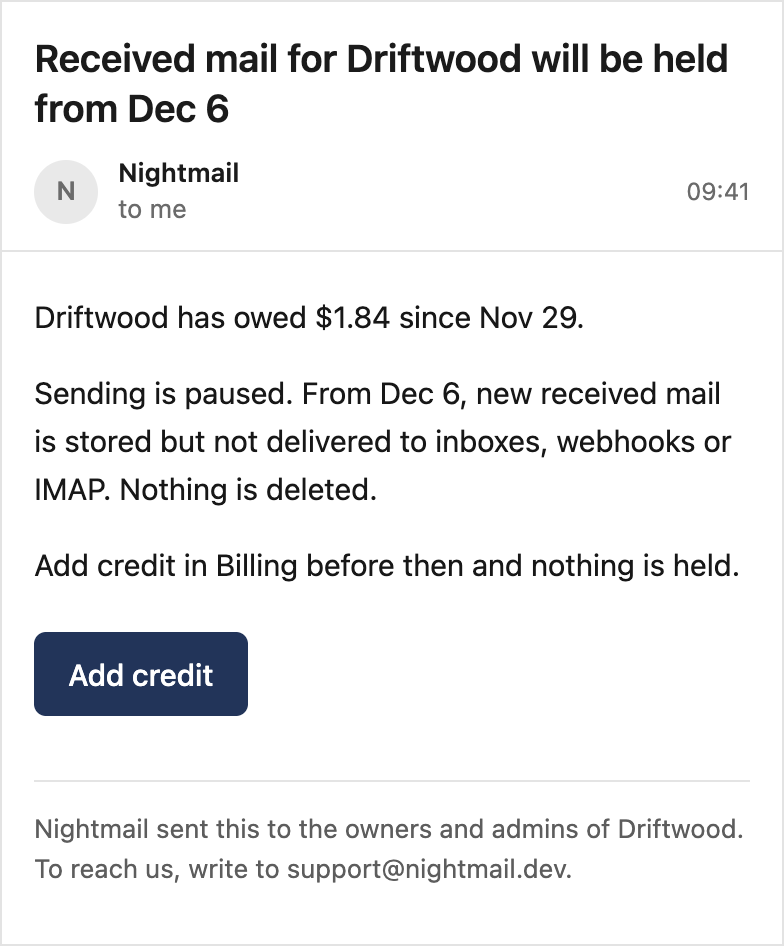 Received mail for Driftwood will be held
from Dec 6
N
Nightmail
to me
09:41
Driftwood has owed $1.84 since Nov 29.
Sending is paused. From Dec 6, new received mail
is stored but not delivered to inboxes, webhooks or
IMAP. Nothing is deleted.
Add credit in Billing before then and nothing is held.
Add credit
Nightmail sent this to the owners and admins of Driftwood.
To reach us, write to support@nightmail.dev.